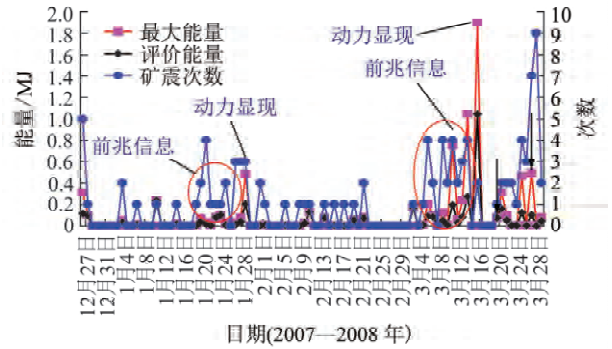 2.0
1.8
1.6
1.4
1.2
1.0
0.8
0.6
0.4
0.2
0
能量/MJ
最大能量
评价能量
矿震次数
动力显现
前兆信息
动力显现
前兆信息
10
9
8
7
6
5
4
3
2
1
0
次数
12月27日
12月31日
1月4日
1月8日
1月12日
1月16日
1月20日
1月24日
1月28日
2月1日
2月5日
2月9日
2月13日
2月17日
2月21日
2月25日
2月29日
3月4日
3月8日
3月12日
3月16日
3月20日
3月24日
3月28日
日期(2007—2008 年)